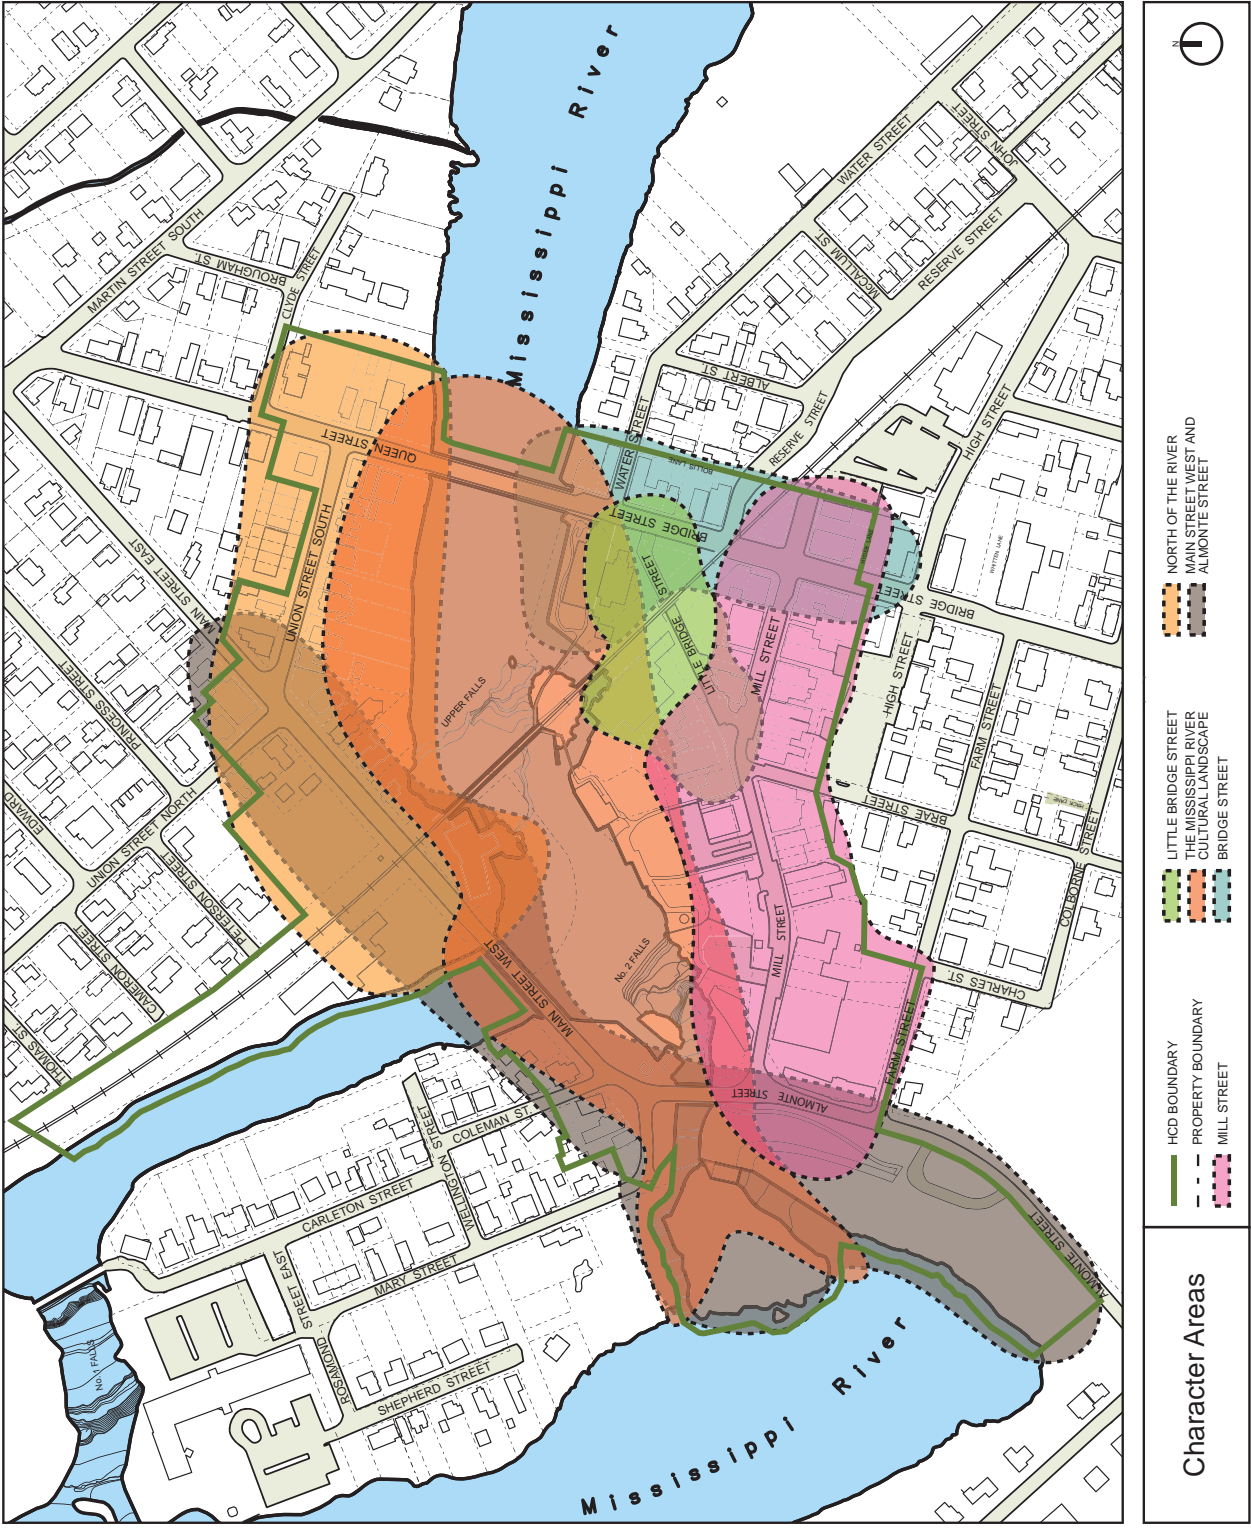 Mississippi River
MARTIN STREET SOUTH
BROUGHAM ST.
CLYDE STREET
WATER STREET
JOHN STREET
McCALLUM ST.
RESERVE STREET
ALBERT ST.
RESERVE STREET
WATER STREET
HIGH STREET
QUEEN STREET
UNION STREET SOUTH
MAIN STREET EAST
PRINCESS STREET
EDWARD
UNION STREET NORTH
PETERSON STREET
CAMERON STREET
THOMAS ST.
BRIDGE STREET
LITTLE BRIDGE STREET
ROLLIS LANE
BRIDGE STREET
UPPER FALLS
MILL STREET
HIGH STREET
FARM STREET
BRAE STREET
COLBORNE STREET
CHARLES ST.
MILL STREET
No. 2 FALLS
MAIN STREET WEST
FARM STREET
ALMONTE STREET
ALMONTE STREET
COLEMAN ST.
WELLINGTON STREET
CARLETON STREET
MARY STREET
ROSAMOND STREET EAST
SHEPHERD STREET
No. 1 FALLS
Mississippi River
Character Areas
HCD BOUNDARY
PROPERTY BOUNDARY
MILL STREET
LITTLE BRIDGE STREET
THE MISSISSIPPI RIVER
CULTURAL LANDSCAPE
BRIDGE STREET
NORTH OF THE RIVER
MAIN STREET WEST AND
ALMONTE STREET
N